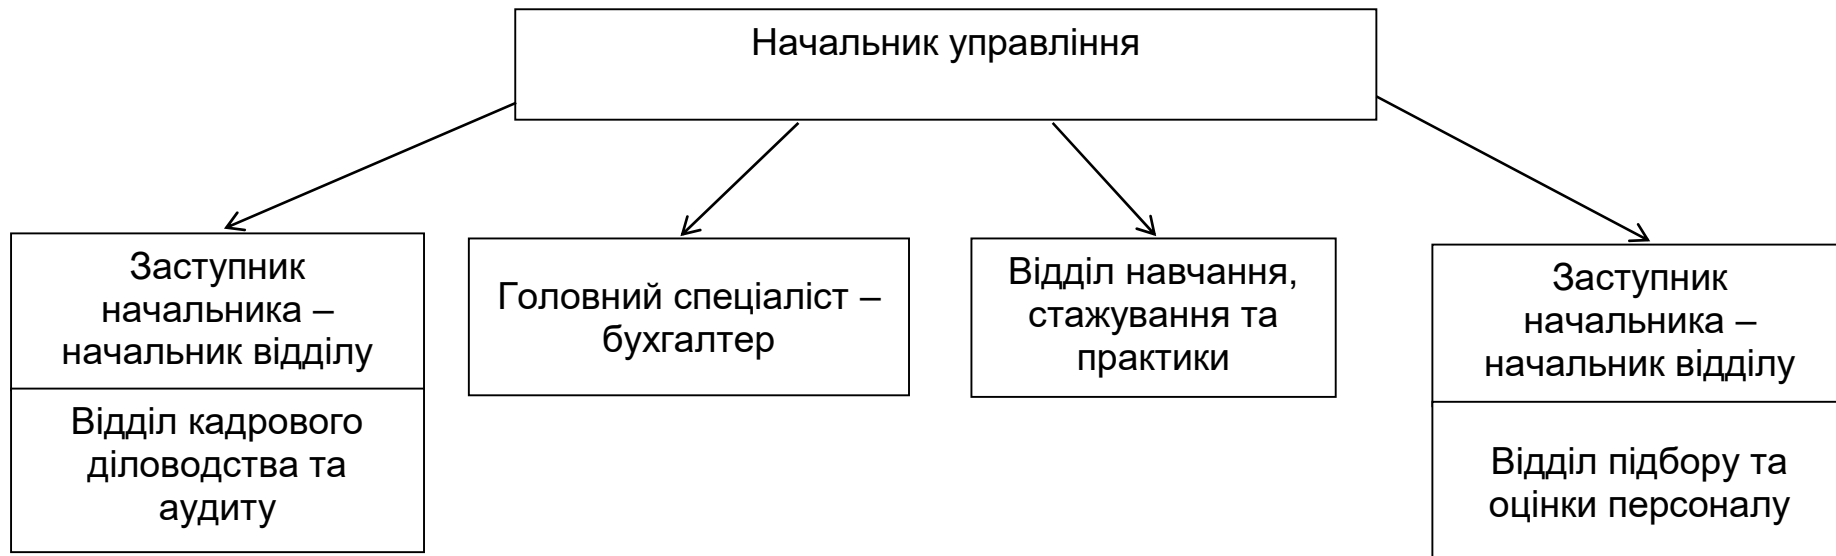 Начальник управління
Заступник
начальника –
начальник відділу
Відділ кадрового
діловодства та
аудиту
Головний спеціаліст –
бухгалтер
Відділ навчання,
стажування та
практики
Заступник
начальника –
начальник відділу
Відділ підбору та
оцінки персоналу